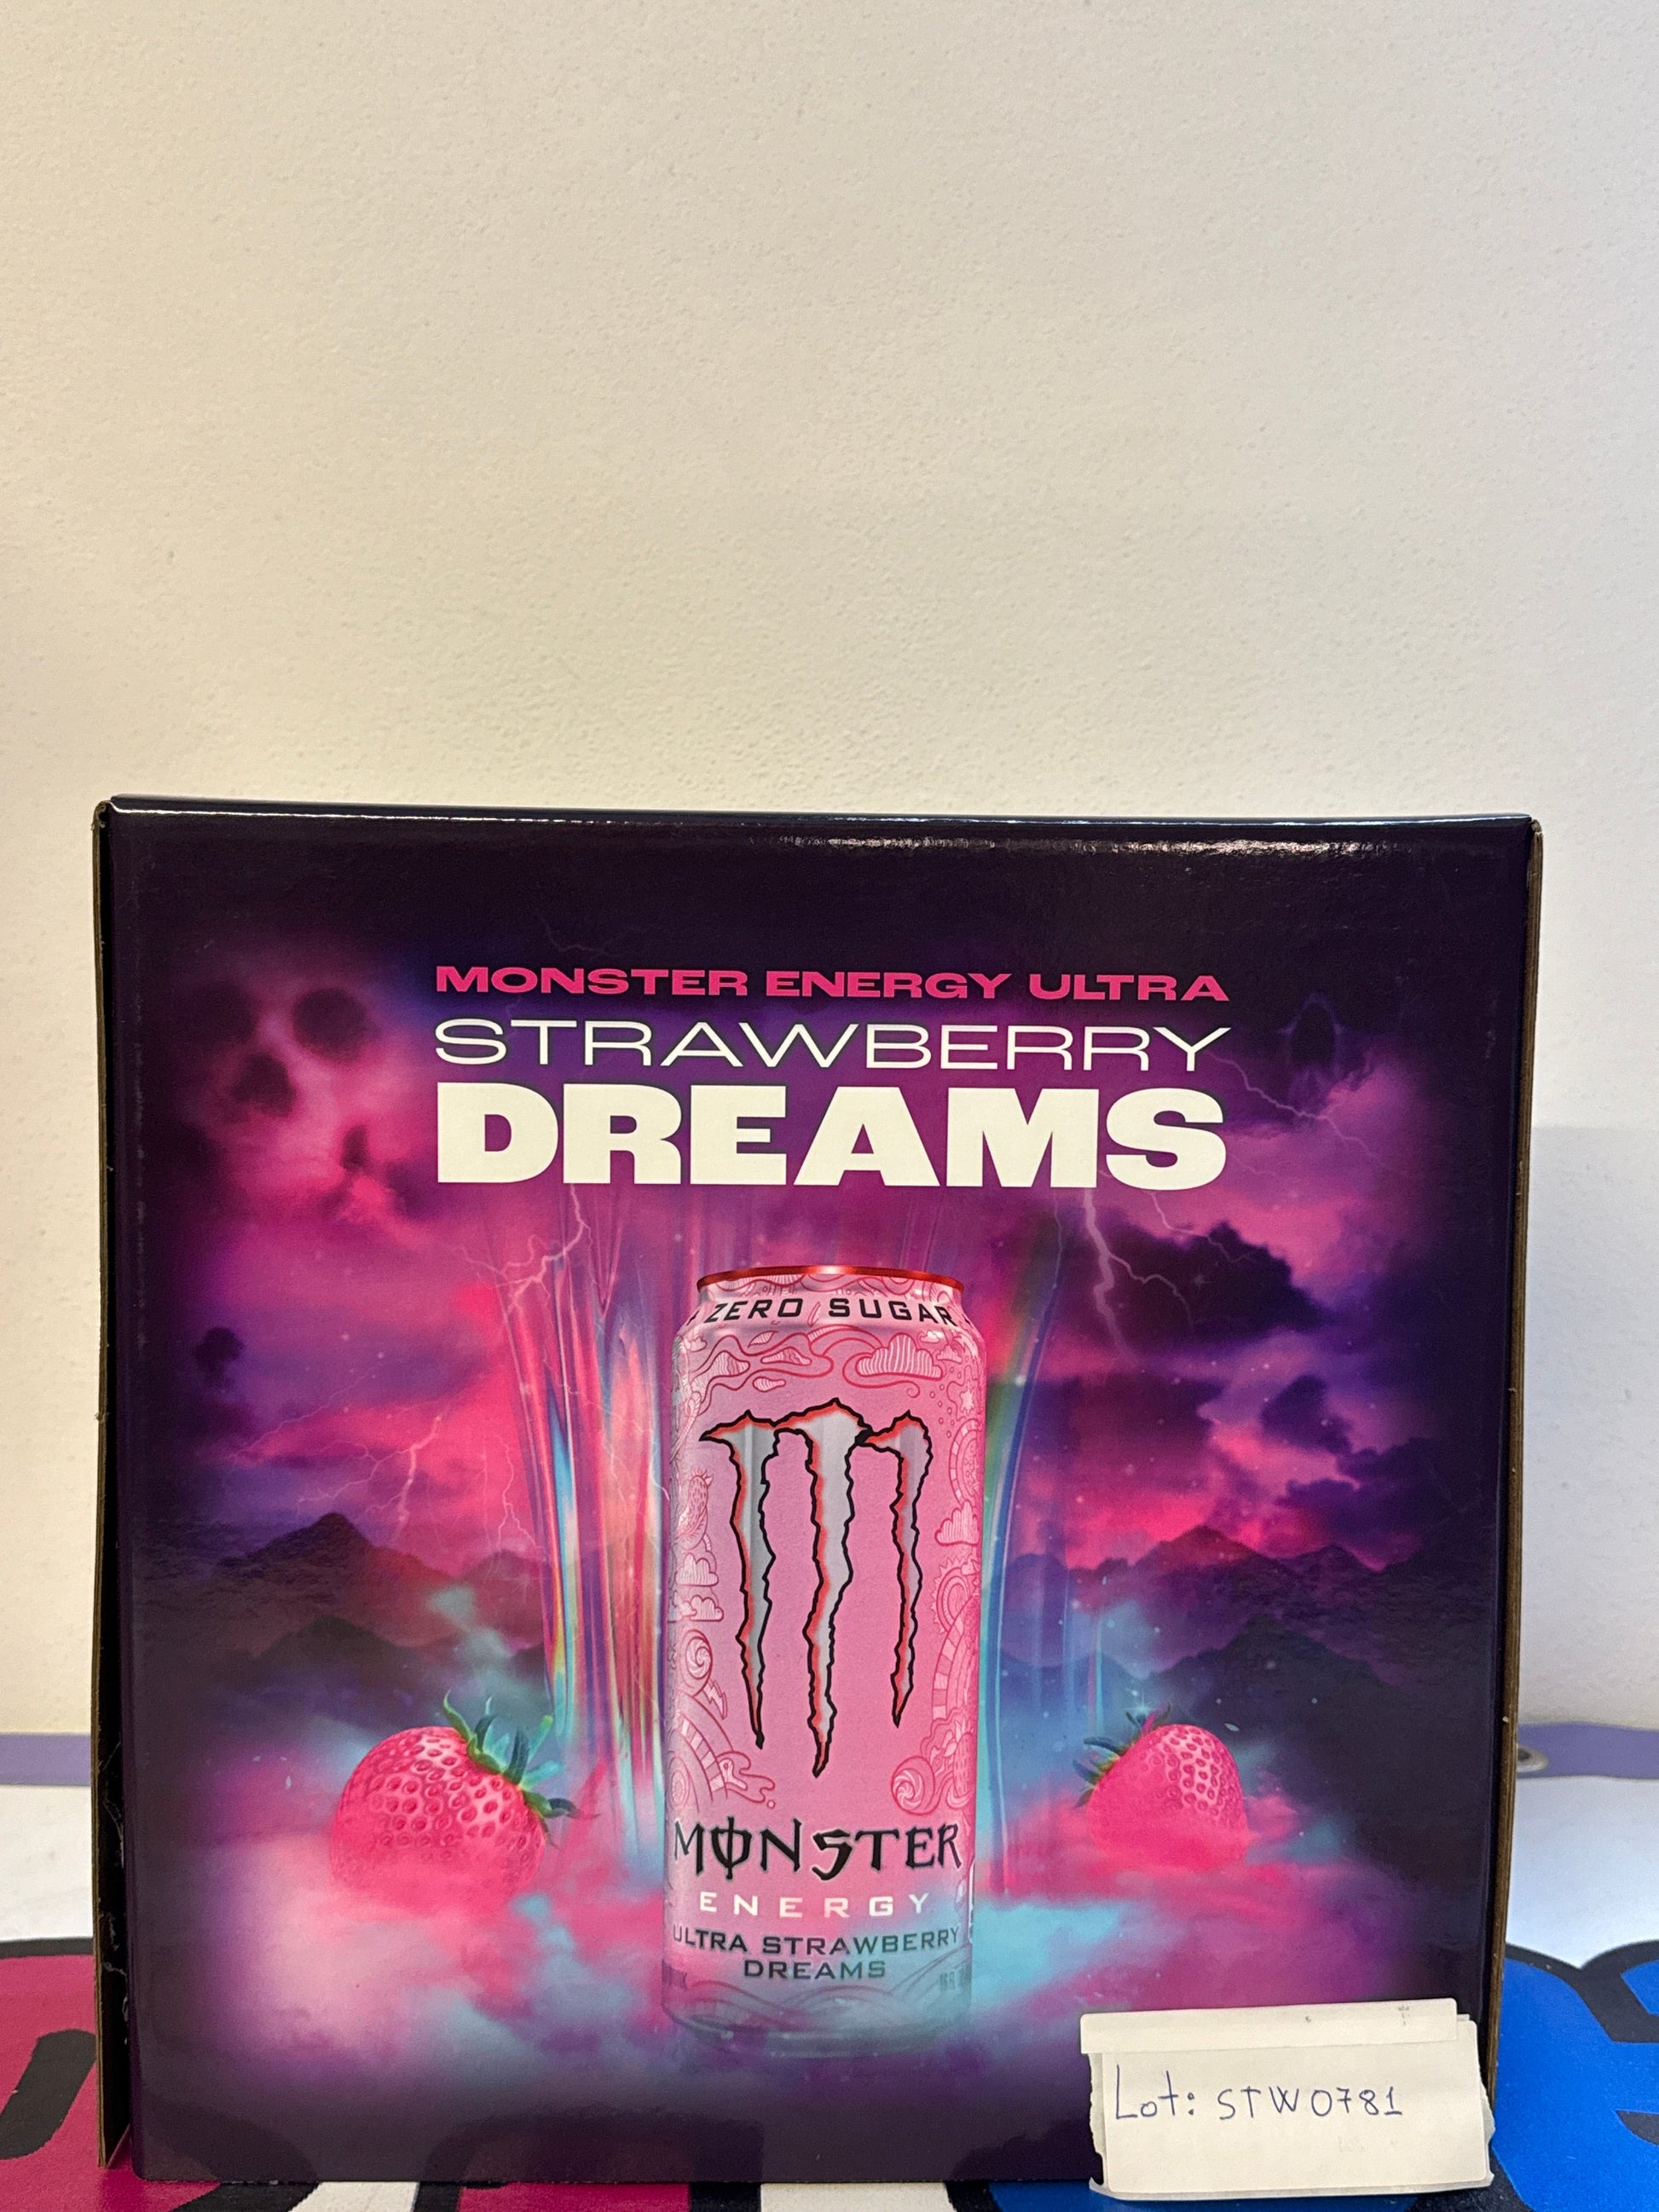 MONSTER ENERGY ULTRA
STRAWBERRY
DREAMS
ZERO SUGAR
MONSTER
ENERGY
ULTRA STRAWBERRY
DREAMS
Lot: STW0781